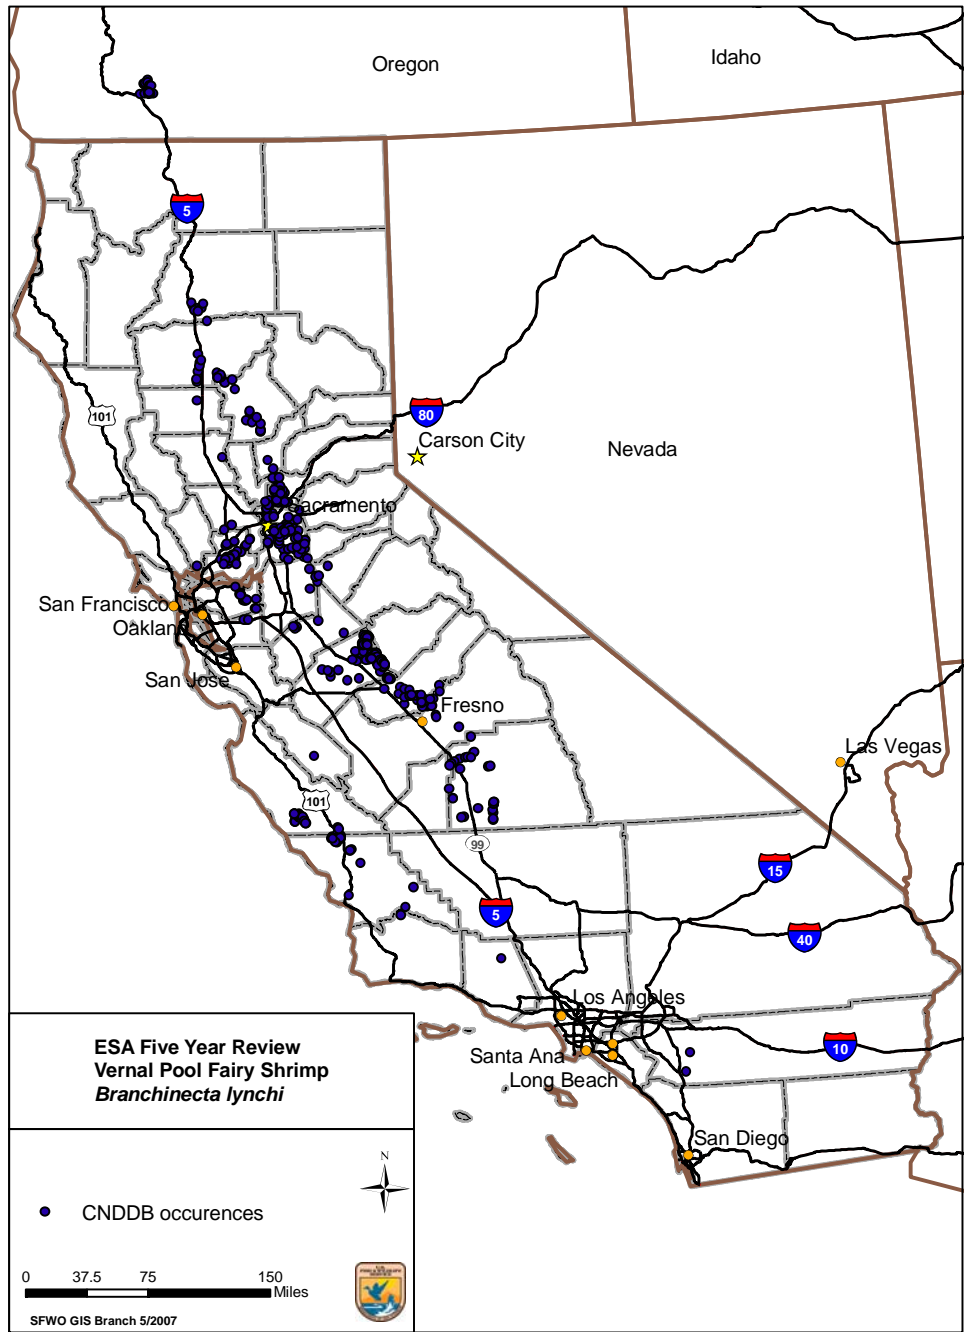 Oregon
Idaho
5
101
80
Carson City
Nevada
Sacramento
San Francisco
Oakland
San Jose
Fresno
Las Vegas
101
99
15
5
40
Los Angeles
10
Santa Ana
Long Beach
San Diego
ESA Five Year Review
Vernal Pool Fairy Shrimp
Branchinecta lynchi
N
CNDDB occurences
0 37.5 75 150
Miles
SFWO GIS Branch 5/2007